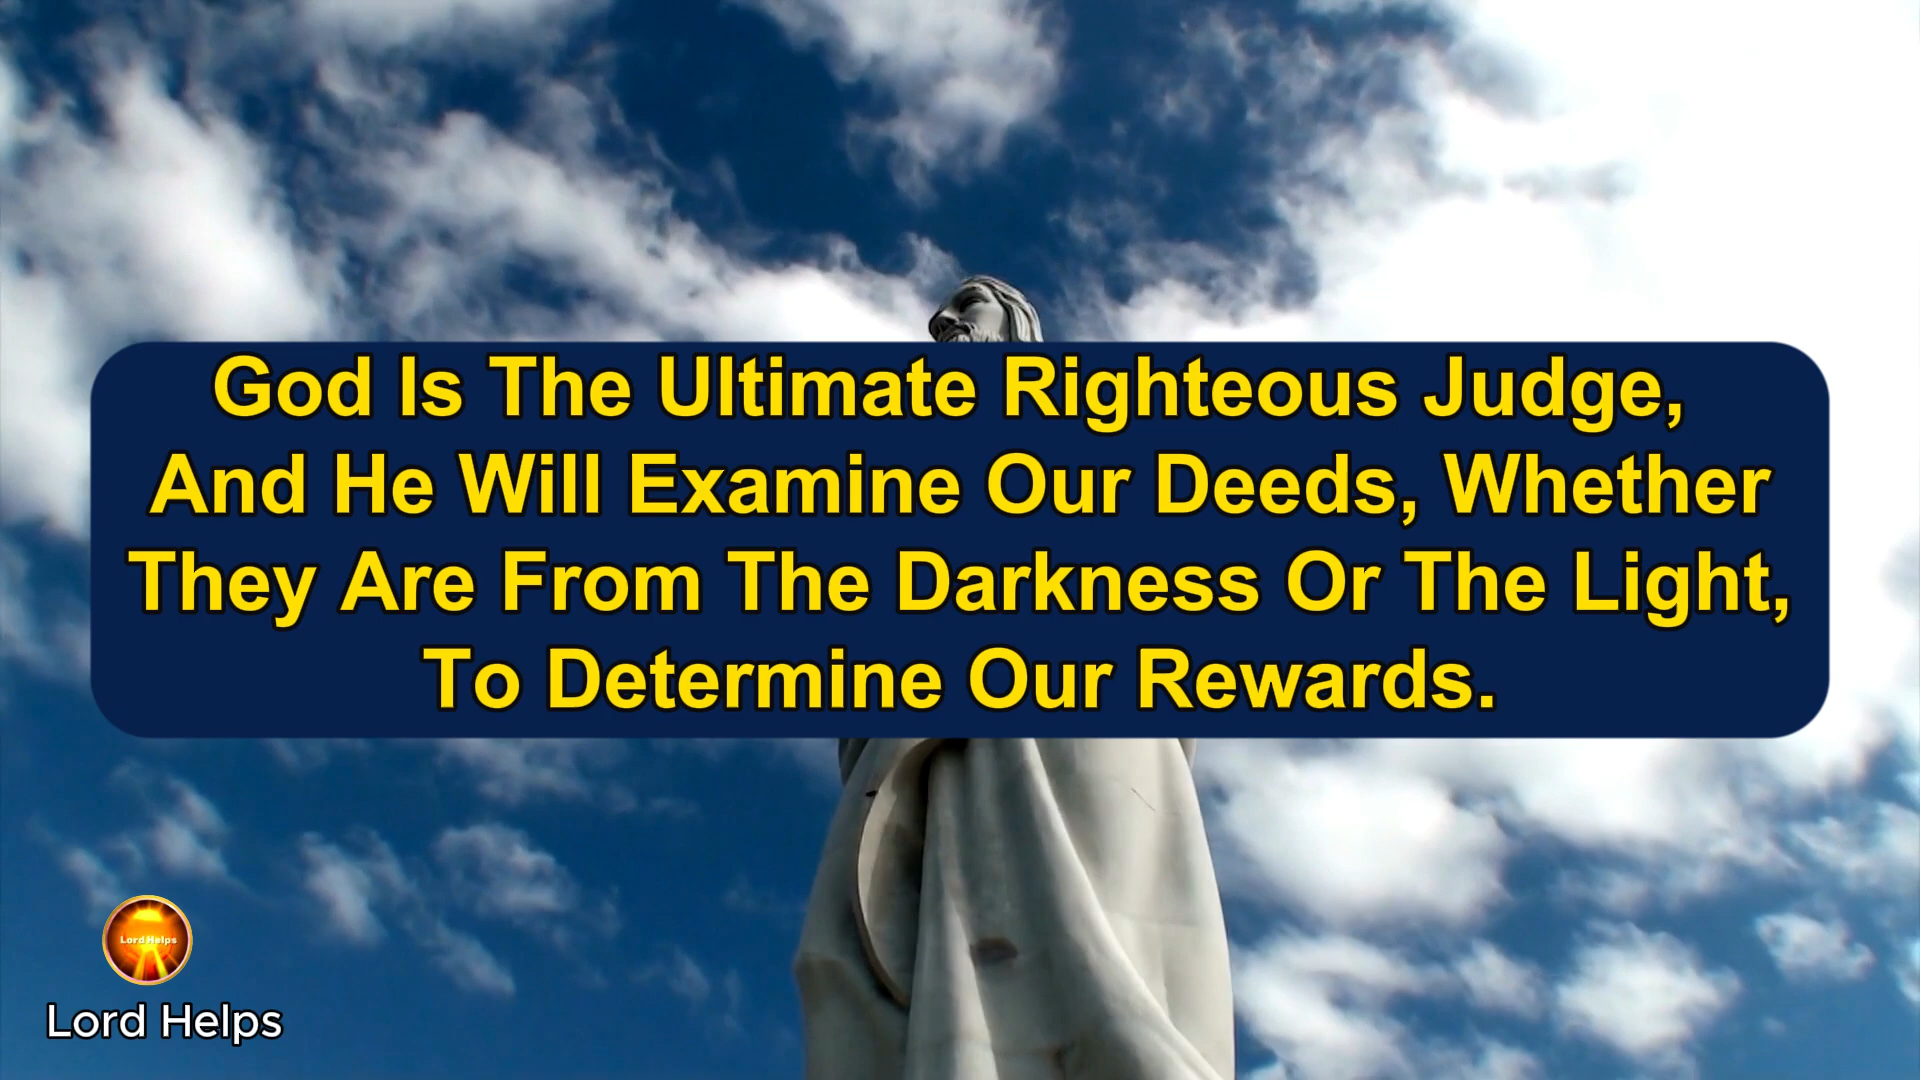 God Is The Ultimate Righteous Judge,
And He Will Examine Our Deeds, Whether
They Are From The Darkness Or The Light,
To Determine Our Rewards.
Lord Helps
Lord Helps